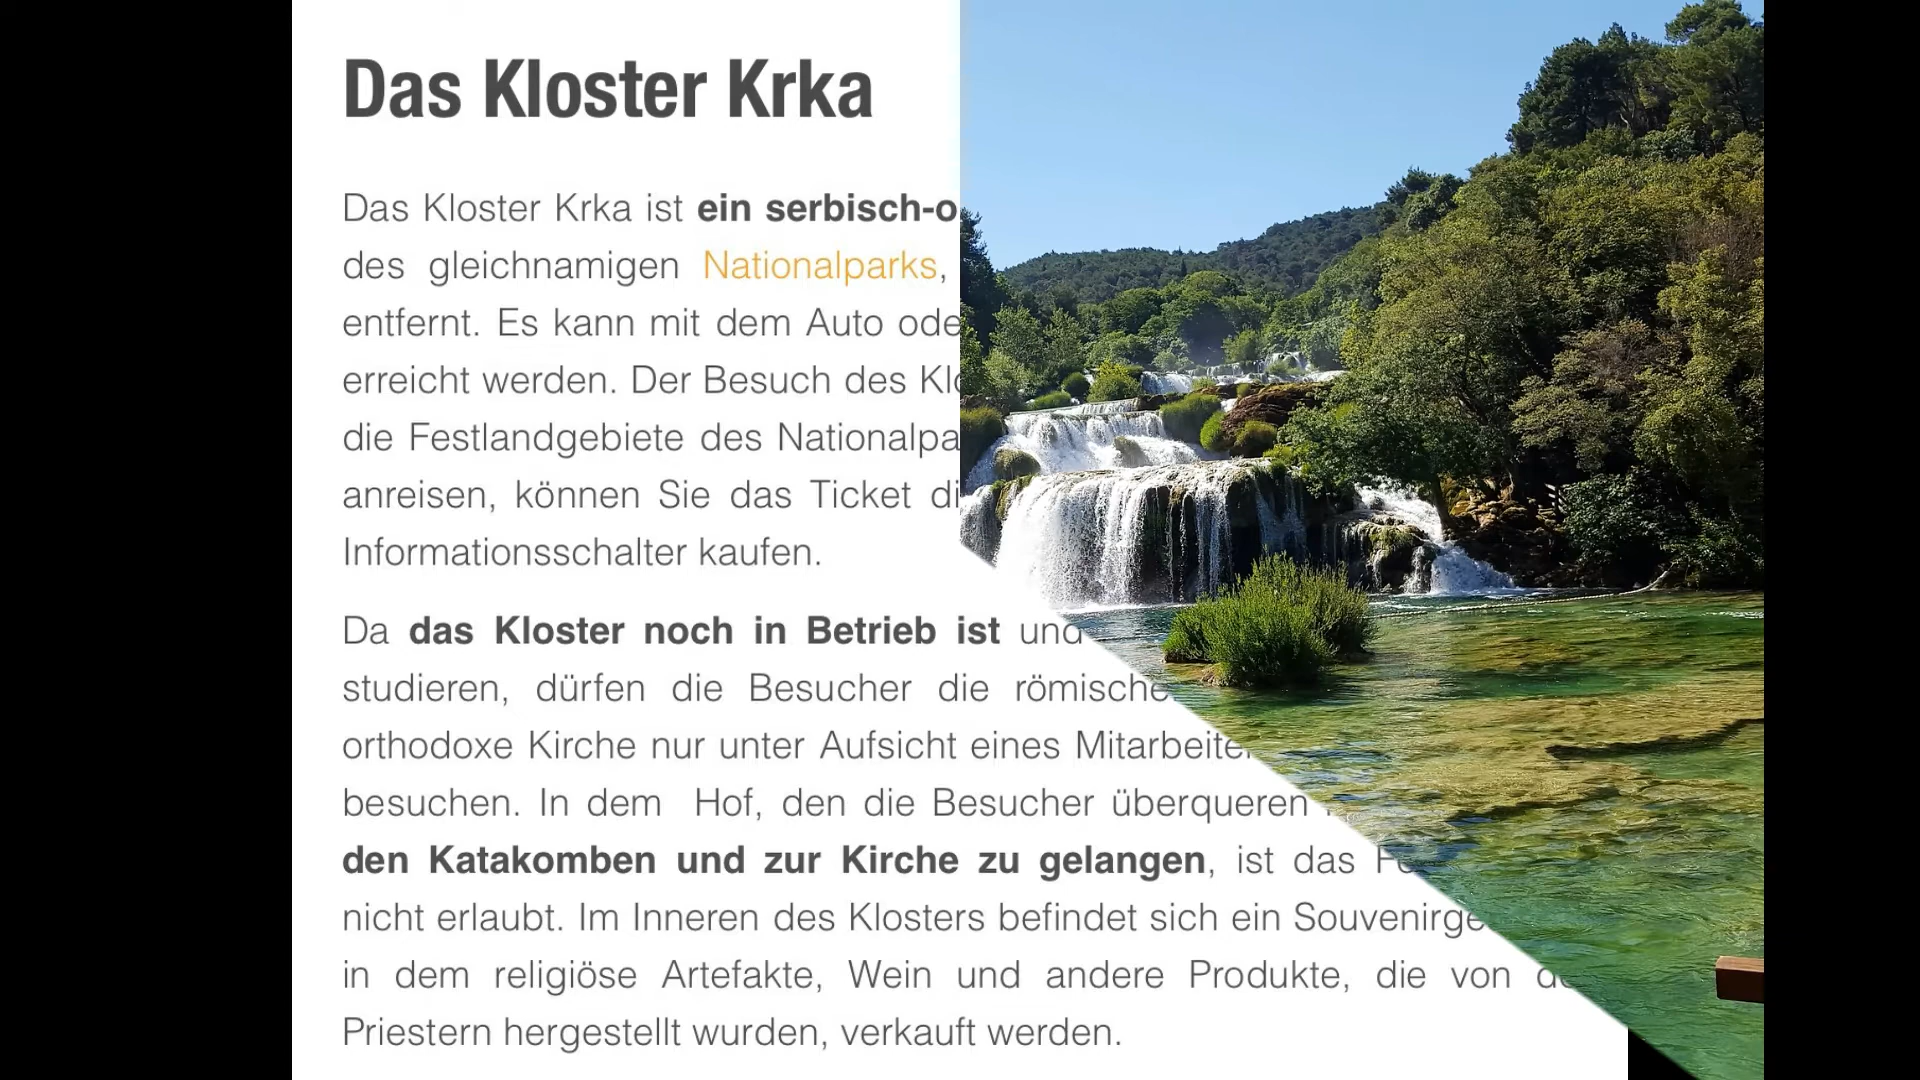 Das Kloster Krka
Das Kloster Krka ist ein serbisch-o
des gleichnamigen Nationalparks,
entfernt. Es kann mit dem Auto ode
erreicht werden. Der Besuch des Klo
die Festlandgebiete des Nationalpa
anreisen, können Sie das Ticket di
Informationsschalter kaufen.
Da das Kloster noch in Betrieb ist und
studieren, dürfen die Besucher die römische
orthodoxe Kirche nur unter Aufsicht eines Mitarbeite
besuchen. In dem Hof, den die Besucher überqueren
den Katakomben und zur Kirche zu gelangen, ist das
nicht erlaubt. Im Inneren des Klosters befindet sich ein Souvenirge
in dem religiöse Artefakte, Wein und andere Produkte, die von
Priestern hergestellt wurden, verkauft werden.